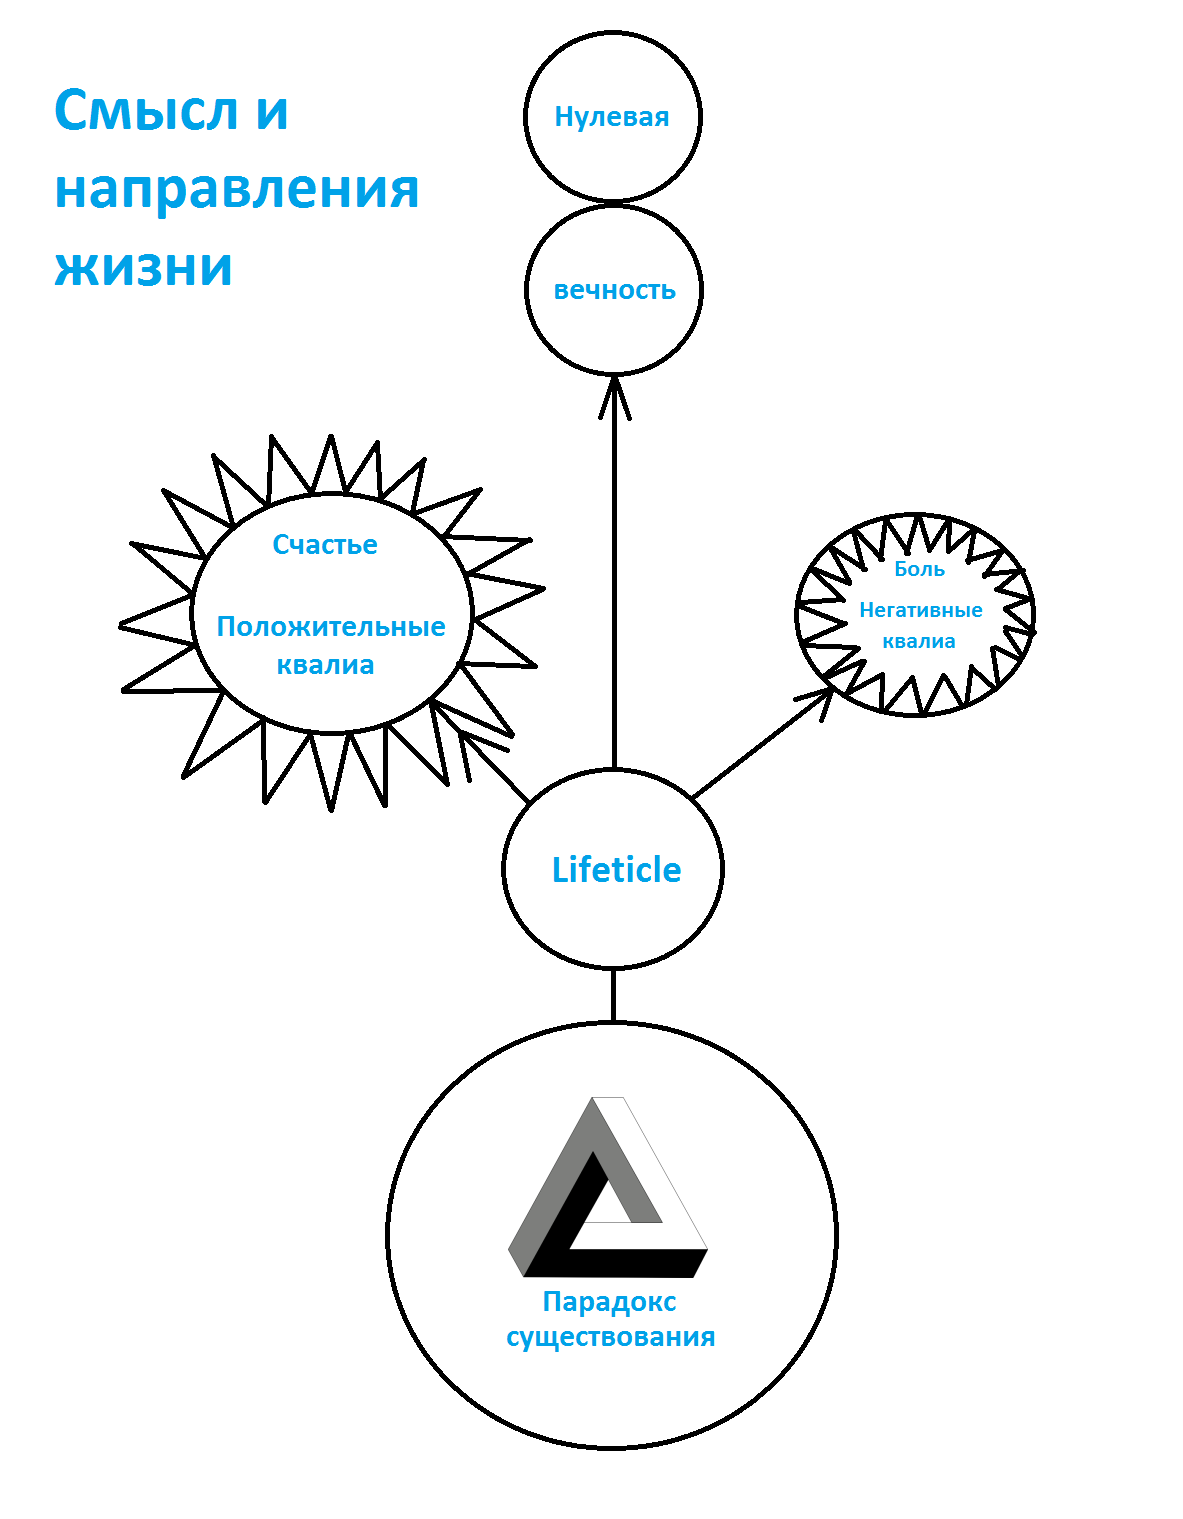 Смысл и
направления
жизни
Нулевая
вечность
Счастье
Положительные
квалиа
Боль
Негативные
квалиа
Lifeticle
Парадокс
существования